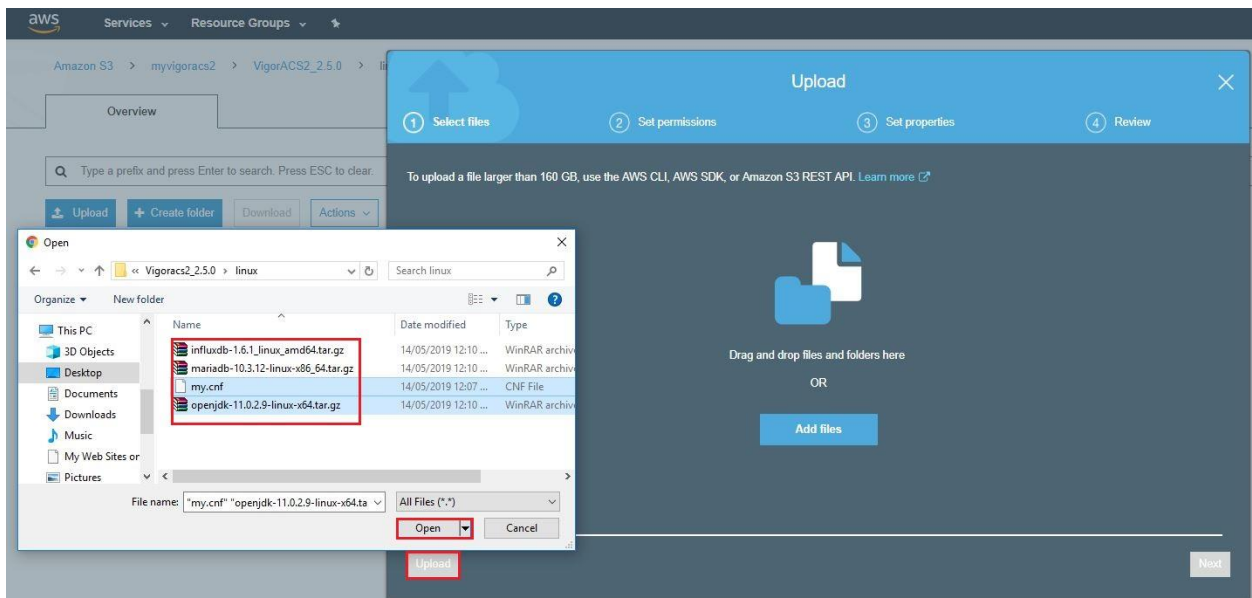 aws Services Resource Groups
Amazon S3 > myvigoracs2 > VigorACS2_2.5.0 >
Overview
Type a prefix and press Enter to search. Press ESC to clear.
Upload + Create folder Download Actions
Upload
1 Select files 2 Set permissions 3 Set properties 4 Review
To upload a file larger than 160 GB, use the AWS CLI, AWS SDK, or Amazon S3 REST API. Learn more
Drag and drop files and folders here
OR
Add files
Upload Next
Open
« Vigoracs2_2.5.0 > linux Search linux
Organize New folder
This PC
3D Objects
Desktop
Documents
Downloads
Music
My Web Sites or
Pictures
Name Date modified Type
influxdb-1.6.1_linux_amd64.tar.gz 14/05/2019 12:10 ... WinRAR archive
mariadb-10.3.12-linux-x86_64.tar.gz 14/05/2019 12:10 ... WinRAR archive
my.cnf 14/05/2019 12:07 ... CNF File
openjdk-11.0.2.9-linux-x64.tar.gz 14/05/2019 12:10 ... WinRAR archive
File name: "my.cnf" "openjdk-11.0.2.9-linux-x64.ta All Files (*.*)
Open Cancel